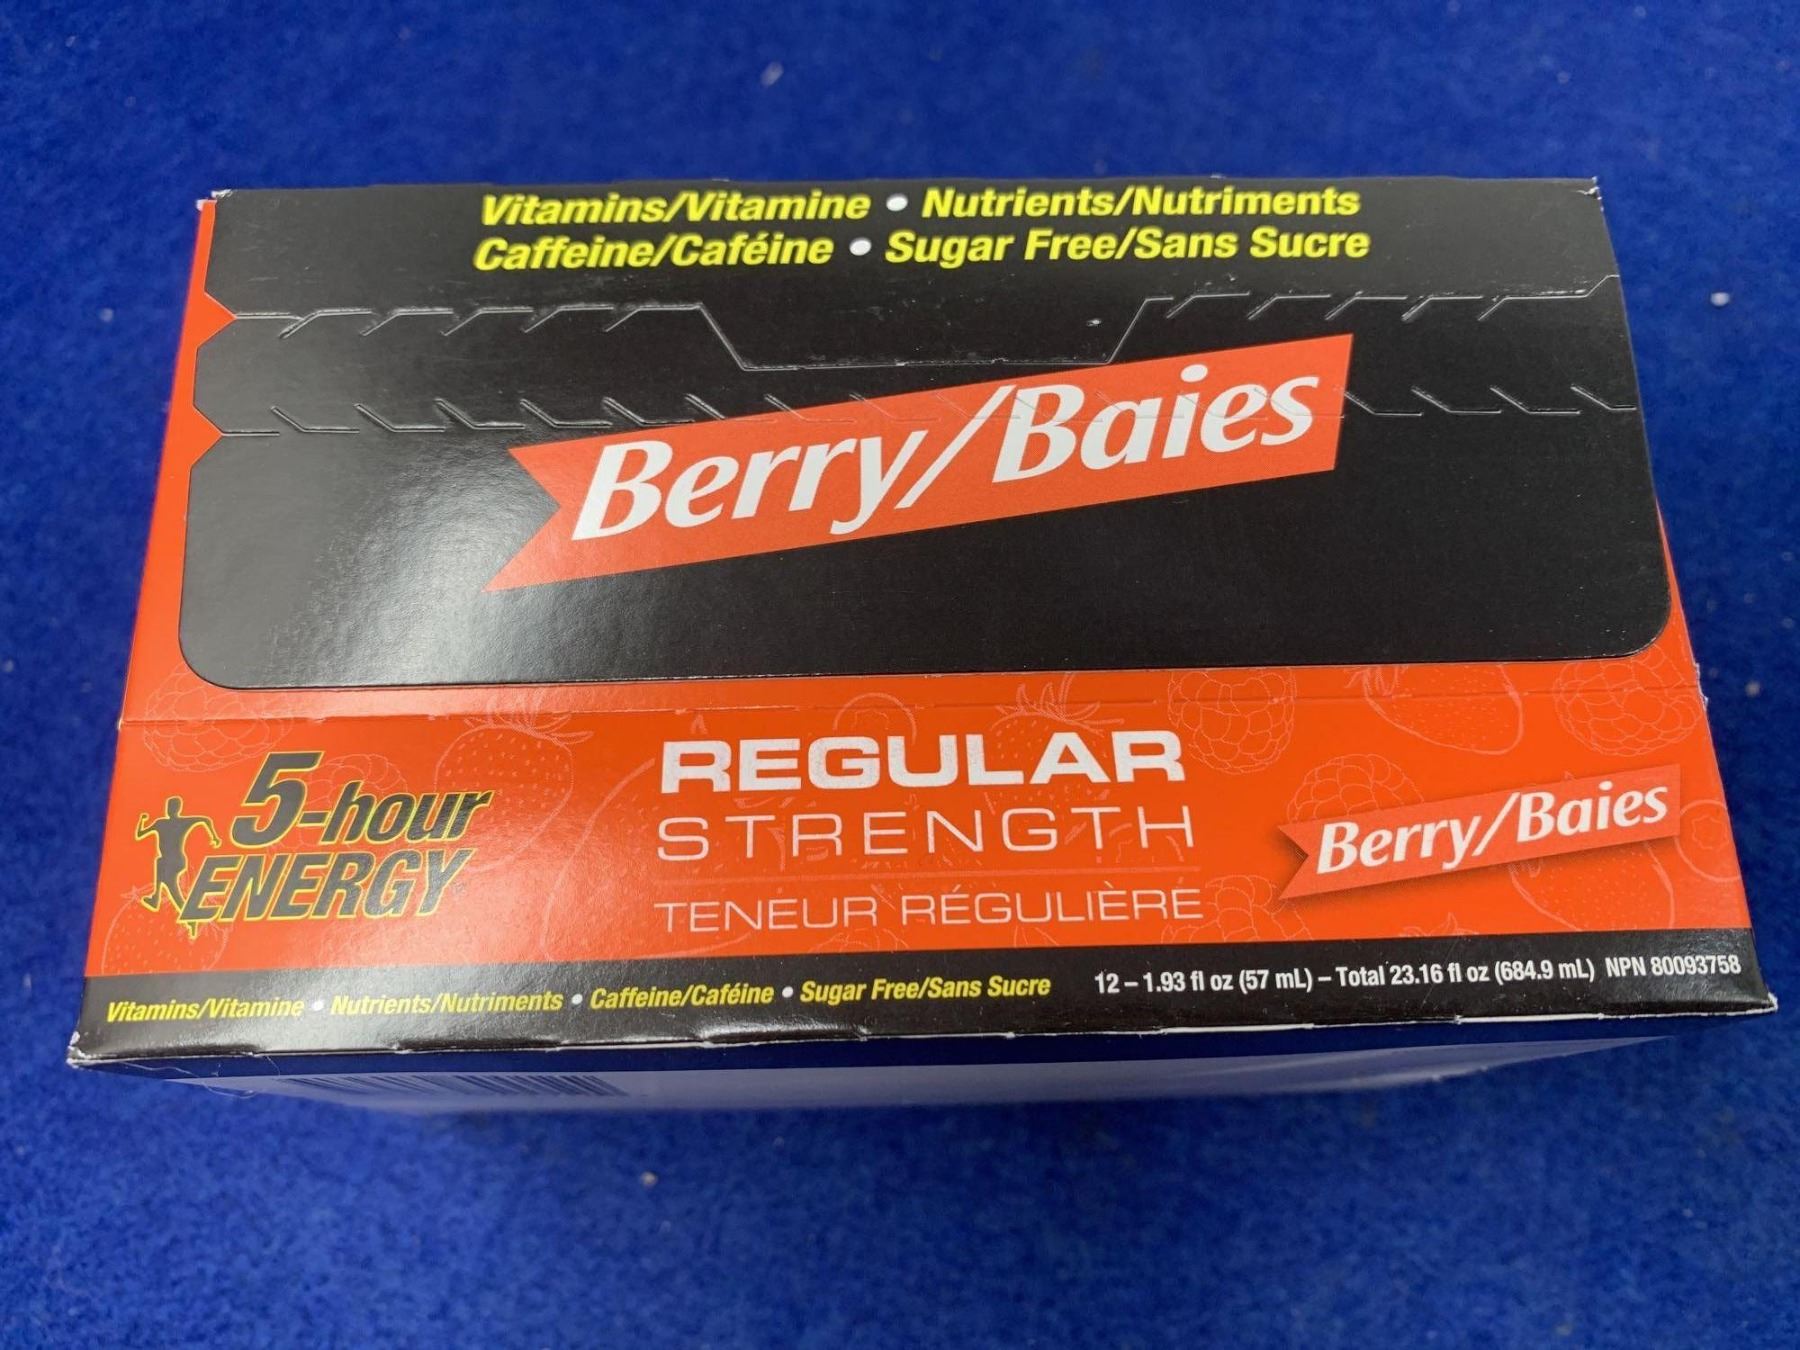 Vitamins/Vitamine • Nutrients/Nutriments
Caffeine/Caféine • Sugar Free/Sans Sucre
Berry/Baies
5-hour
ENERGY
REGULAR
STRENGTH
TENEUR RÉGULIÈRE
Berry/Baies
Vitamins/Vitamine • Nutrients/Nutriments • Caffeine/Caféine • Sugar Free/Sans Sucre
12 – 1.93 fl oz (57 mL) – Total 23.16 fl oz (684.9 mL) NPN 80093758